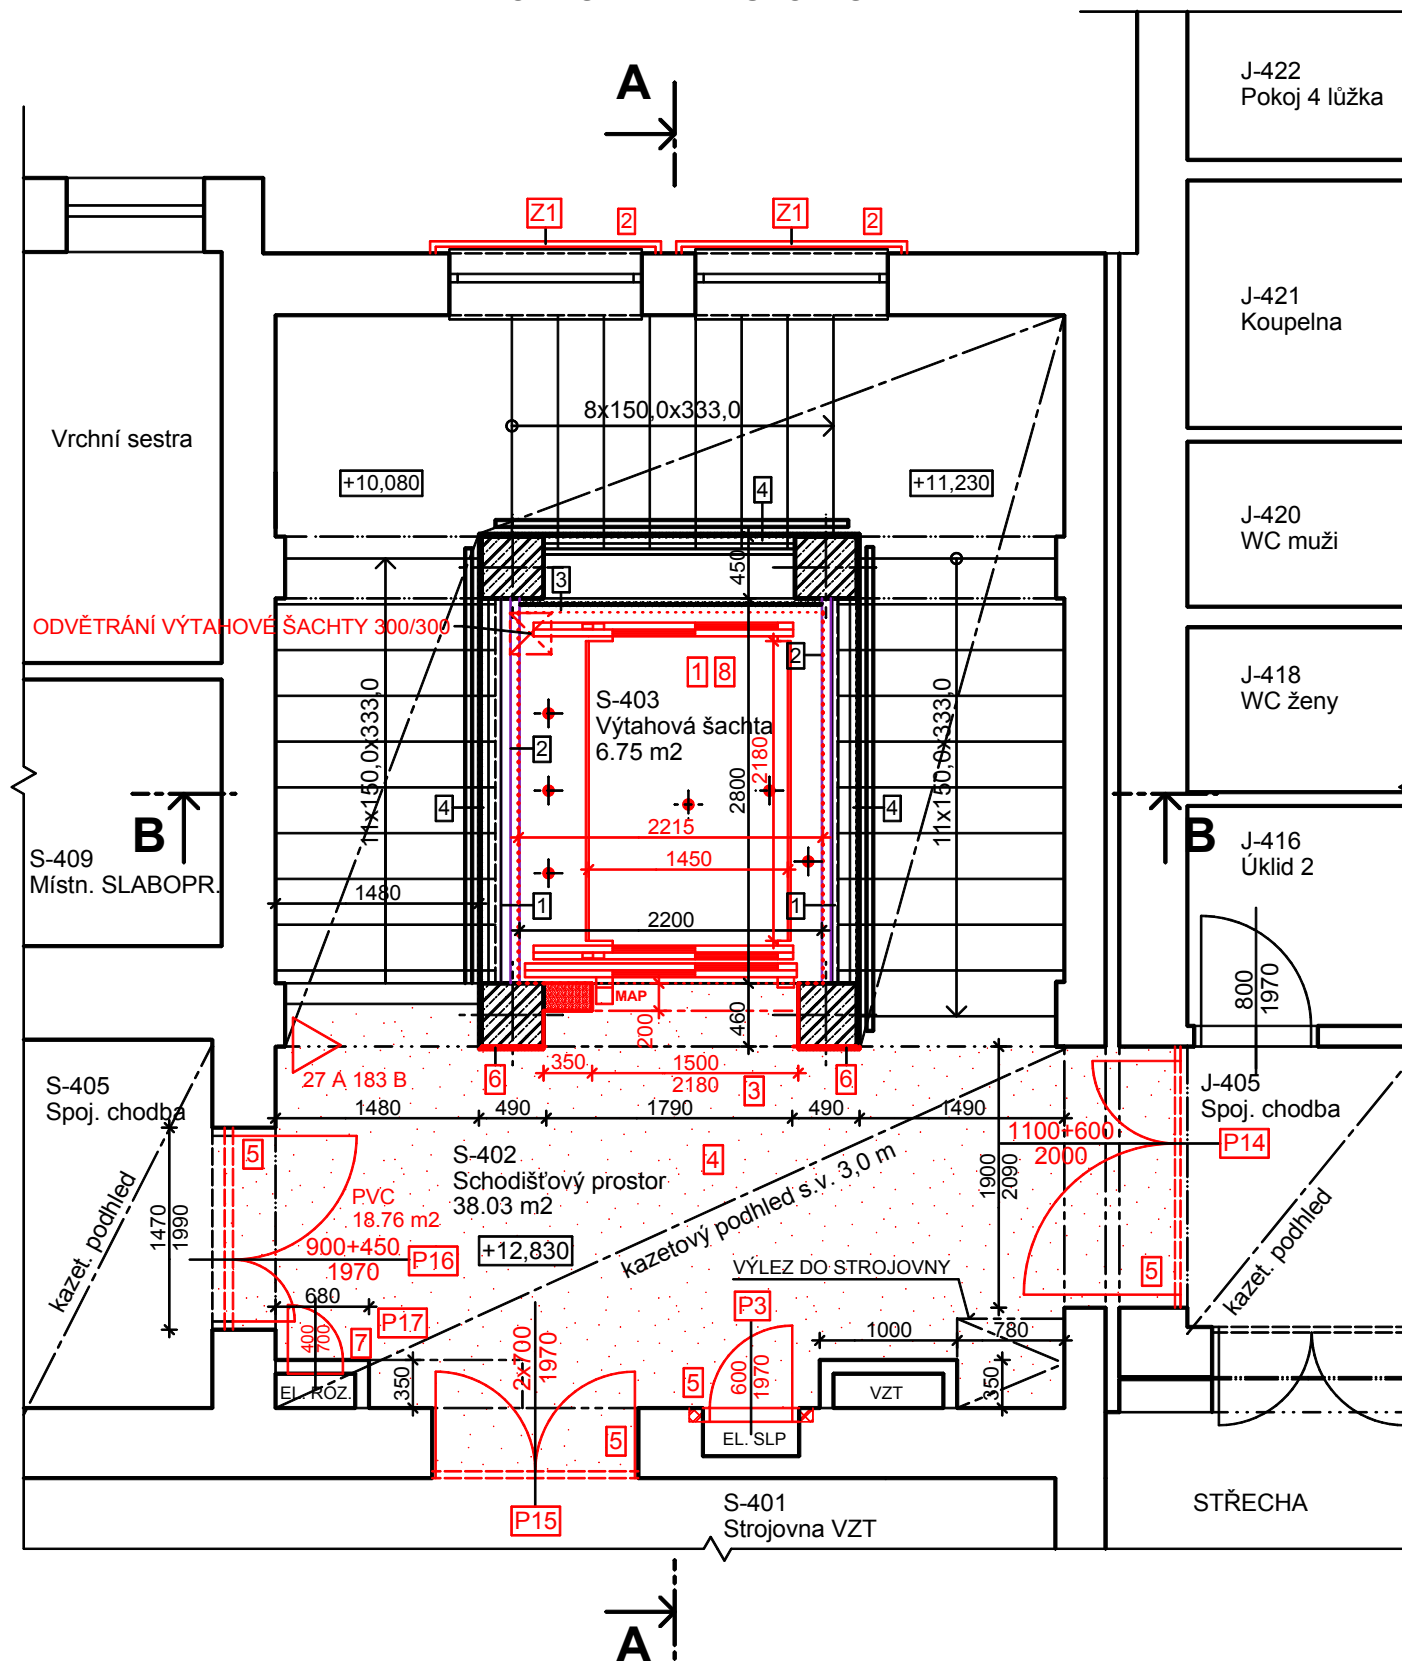 A
J-422
Pokoj 4 lůžka
Z1
2
Z1
2
J-421
Koupelna
8x150,0x333,0
Vrchní sestra
+10,080
+11,230
4
J-420
WC muži
450
3
ODVĚTRÁNÍ VÝTAHOVÉ ŠACHTY 300/300
2
1
8
J-418
WC ženy
S-403
Výtahová šachta
6.75 m2
11x150,0x333,0
2
2180
2800
11x150,0x333,0
4
4
B
B
2215
J-416
Úklid 2
S-409
Místn. SLABOPR.
1450
1480
1
1
2200
800
1970
MAP
200
460
S-405
Spoj. chodba
27 A 183 B
6
350
1500
2180
3
6
J-405
Spoj. chodba
1480
490
1790
490
1490
1100+600
2000
P14
5
S-402
Schodišťový prostor
38.03 m2
4
1900
2090
kazetový podhled s.v. 3,0 m
PVC
18.76 m2
1470
1990
kazet. podhled
900+450
1970
P16
+12,830
kazet. podhled
5
VÝLEZ DO STROJOVNY
680
P17
P3
400
700
7
1000
780
2x700
1970
350
600
1970
350
5
EL. ROZ.
VZT
5
EL. SLP
P15
S-401
Strojovna VZT
STŘECHA
A